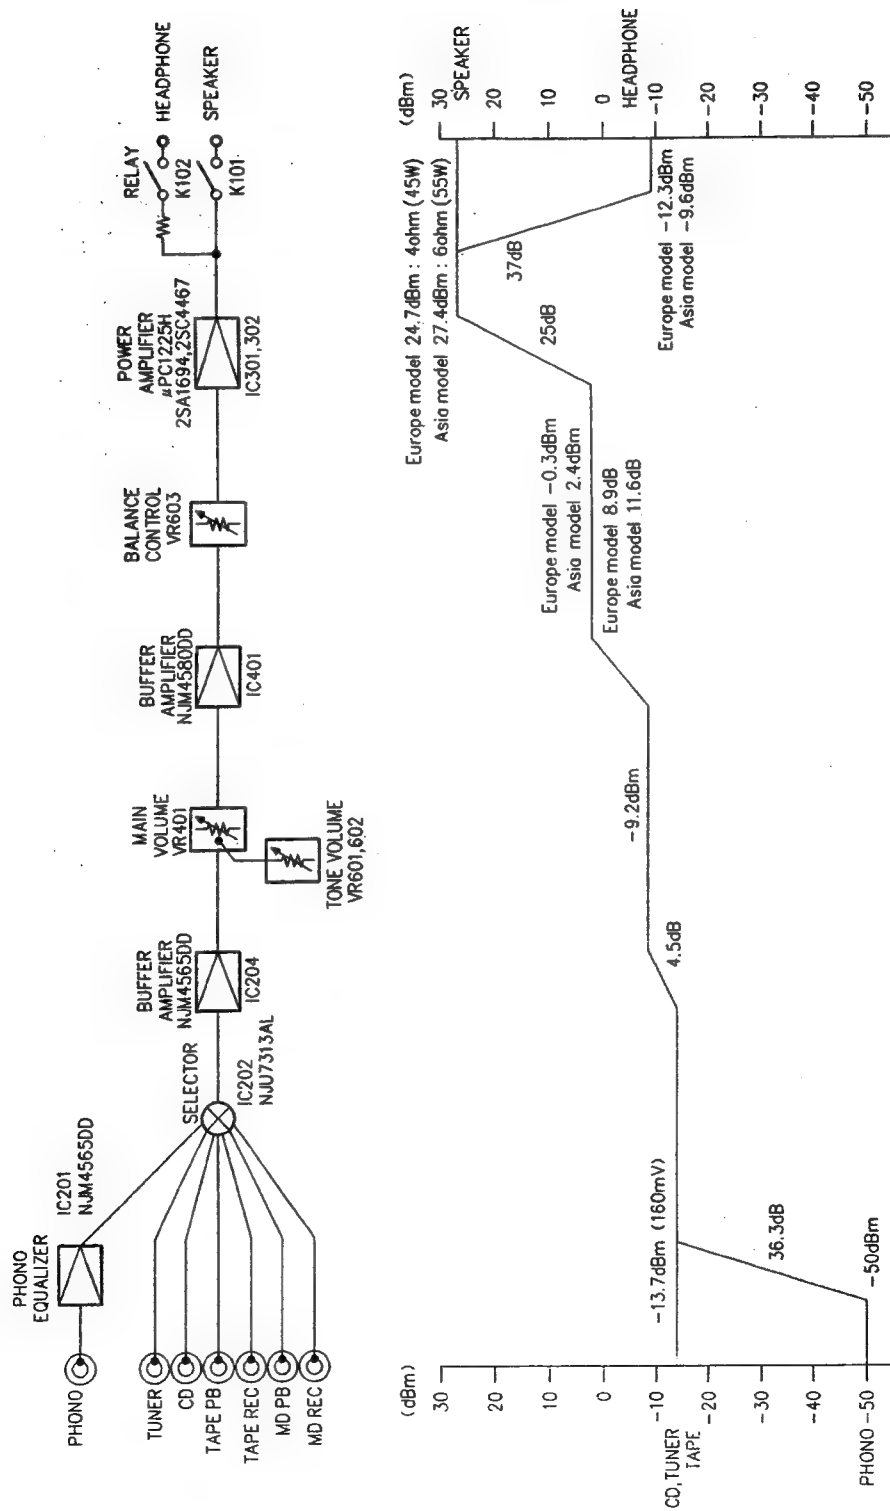 PHONO
PHONO
EQUALIZER
IC201
NJM4565DD
TUNER
CD
TAPE PB
TAPE REC
MD PB
MD REC
SELECTOR
IC202
NJU7313AL
BUFFER
AMPLIFIER
NJM4565DD
IC204
MAIN
VOLUME
VR401
TONE VOLUME
VR601,602
BUFFER
AMPLIFIER
NJM4580DD
IC401
BALANCE
CONTROL
VR603
POWER
AMPLIFIER
μPC1225H
2SA1694,2SC4467
IC301,302
RELAY
K102
HEADPHONE
K101
SPEAKER
(dBm)
30
20
10
0
-10
CD,TUNER
TAPE
-20
-30
-40
PHONO -50
-13.7dBm (160mV)
36.3dB
-50dBm
4.5dB
-9.2dBm
Europe model -0.3dBm
Asia model 2.4dBm
Europe model 8.9dB
Asia model 11.6dB
Europe model 24.7dBm : 4ohm (45W)
Asia model 27.4dBm : 6ohm (55W)
25dB
37dB
Europe model -12.3dBm
Asia model -9.6dBm
(dBm)
30
SPEAKER
20
10
0
HEADPHONE
-10
-20
-30
-40
-50